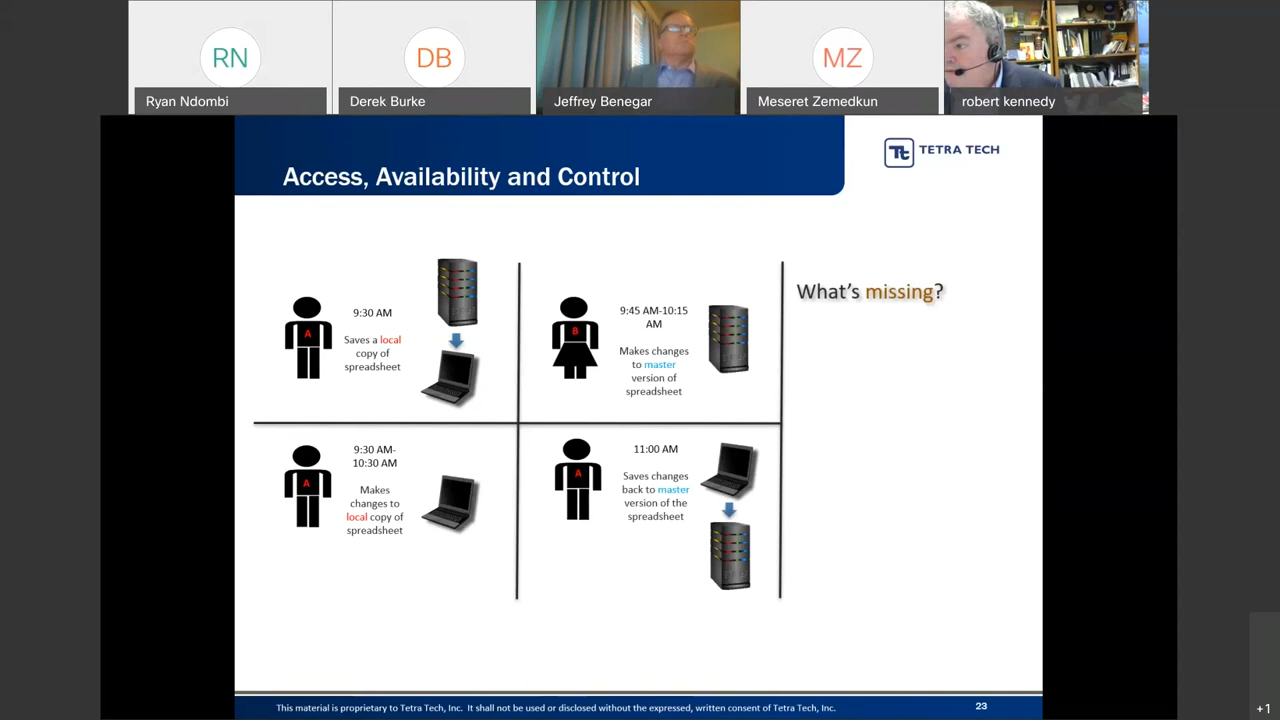 RN
DB
MZ
Ryan Ndombi
Derek Burke
Jeffrey Benegar
Meseret Zemedkun
robert kennedy
Tt
TETRA TECH
Access, Availability and Control
A
9:30 AM
Saves a local
copy of
spreadsheet
B
9:45 AM-10:15
AM
Makes changes
to master
version of
spreadsheet
What's missing?
A
9:30 AM-
10:30 AM
Makes
changes to
local copy of
spreadsheet
A
11:00 AM
Saves changes
back to master
version of the
spreadsheet
This material is proprietary to Tetra Tech, Inc. It shall not be used or disclosed without the expressed, written consent of Tetra Tech, Inc.
23
+1